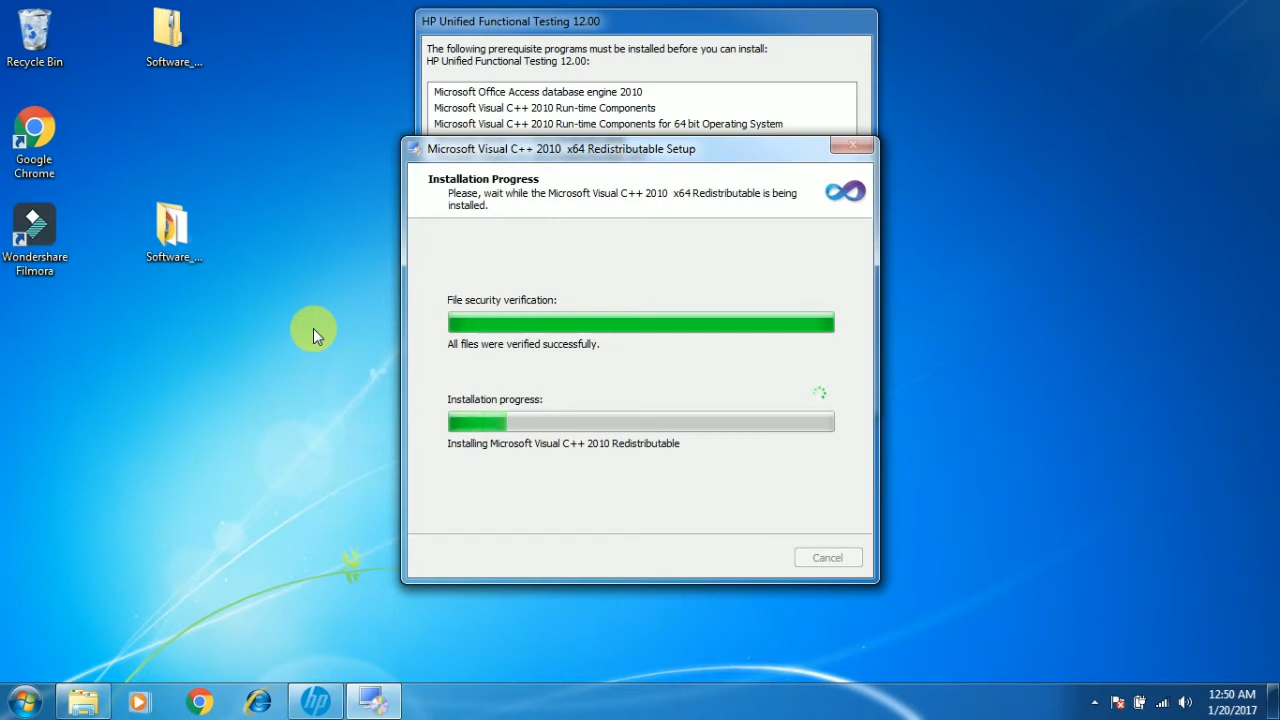 Recycle Bin
Software_...
Google
Chrome
Wondershare
Filmora
Software_...
HP Unified Functional Testing 12.00
The following prerequisite programs must be installed before you can install:
HP Unified Functional Testing 12.00:
Microsoft Office Access database engine 2010
Microsoft Visual C++ 2010 Run-time Components
Microsoft Visual C++ 2010 Run-time Components for 64 bit Operating System
Microsoft Visual C++ 2010 x64 Redistributable Setup
Installation Progress
Please, wait while the Microsoft Visual C++ 2010 x64 Redistributable is being
installed.
File security verification:
All files were verified successfully.
Installation progress:
Installing Microsoft Visual C++ 2010 Redistributable
Cancel
hp
12:50 AM
1/20/2017